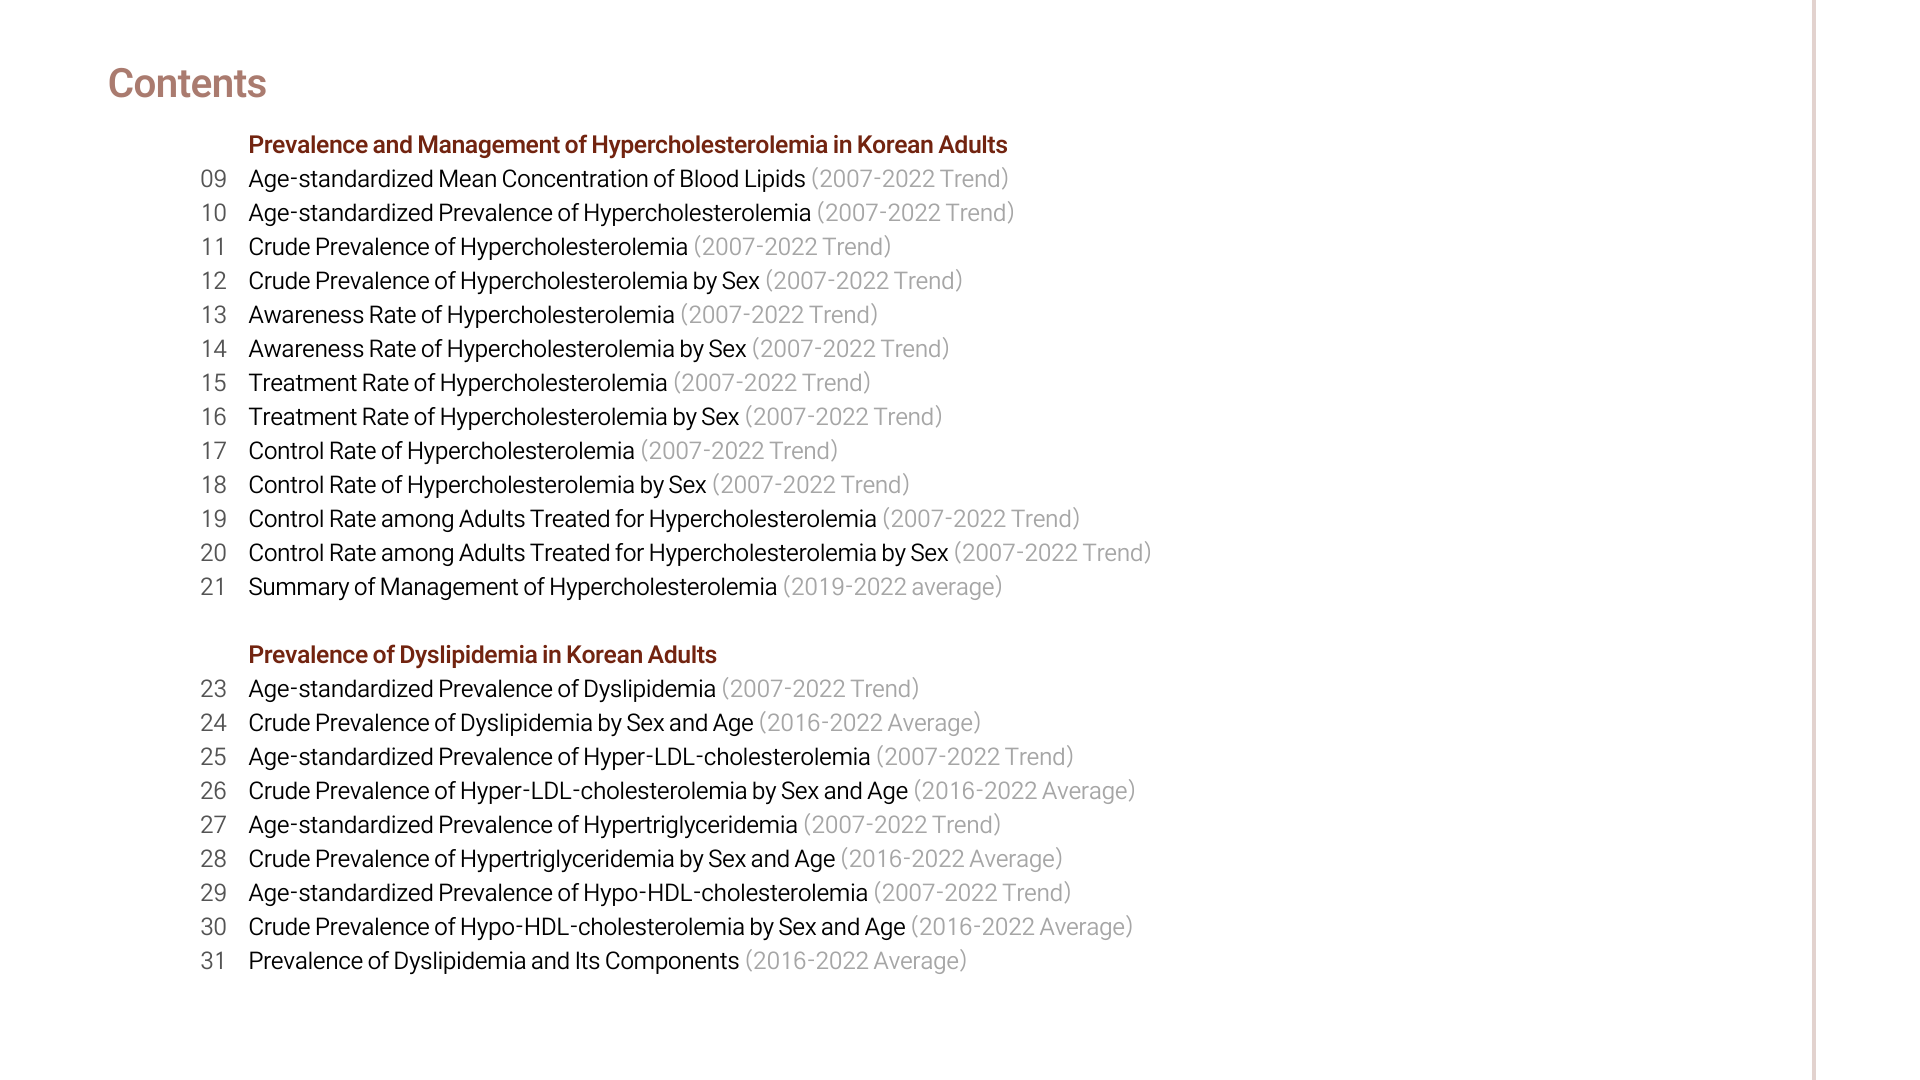 Contents
Prevalence and Management of Hypercholesterolemia in Korean Adults
09 Age-standardized Mean Concentration of Blood Lipids (2007-2022 Trend)
10 Age-standardized Prevalence of Hypercholesterolemia (2007-2022 Trend)
11 Crude Prevalence of Hypercholesterolemia (2007-2022 Trend)
12 Crude Prevalence of Hypercholesterolemia by Sex (2007-2022 Trend)
13 Awareness Rate of Hypercholesterolemia (2007-2022 Trend)
14 Awareness Rate of Hypercholesterolemia by Sex (2007-2022 Trend)
15 Treatment Rate of Hypercholesterolemia (2007-2022 Trend)
16 Treatment Rate of Hypercholesterolemia by Sex (2007-2022 Trend)
17 Control Rate of Hypercholesterolemia (2007-2022 Trend)
18 Control Rate of Hypercholesterolemia by Sex (2007-2022 Trend)
19 Control Rate among Adults Treated for Hypercholesterolemia (2007-2022 Trend)
20 Control Rate among Adults Treated for Hypercholesterolemia by Sex (2007-2022 Trend)
21 Summary of Management of Hypercholesterolemia (2019-2022 average)
Prevalence of Dyslipidemia in Korean Adults
23 Age-standardized Prevalence of Dyslipidemia (2007-2022 Trend)
24 Crude Prevalence of Dyslipidemia by Sex and Age (2016-2022 Average)
25 Age-standardized Prevalence of Hyper-LDL-cholesterolemia (2007-2022 Trend)
26 Crude Prevalence of Hyper-LDL-cholesterolemia by Sex and Age (2016-2022 Average)
27 Age-standardized Prevalence of Hypertriglyceridemia (2007-2022 Trend)
28 Crude Prevalence of Hypertriglyceridemia by Sex and Age (2016-2022 Average)
29 Age-standardized Prevalence of Hypo-HDL-cholesterolemia (2007-2022 Trend)
30 Crude Prevalence of Hypo-HDL-cholesterolemia by Sex and Age (2016-2022 Average)
31 Prevalence of Dyslipidemia and Its Components (2016-2022 Average)